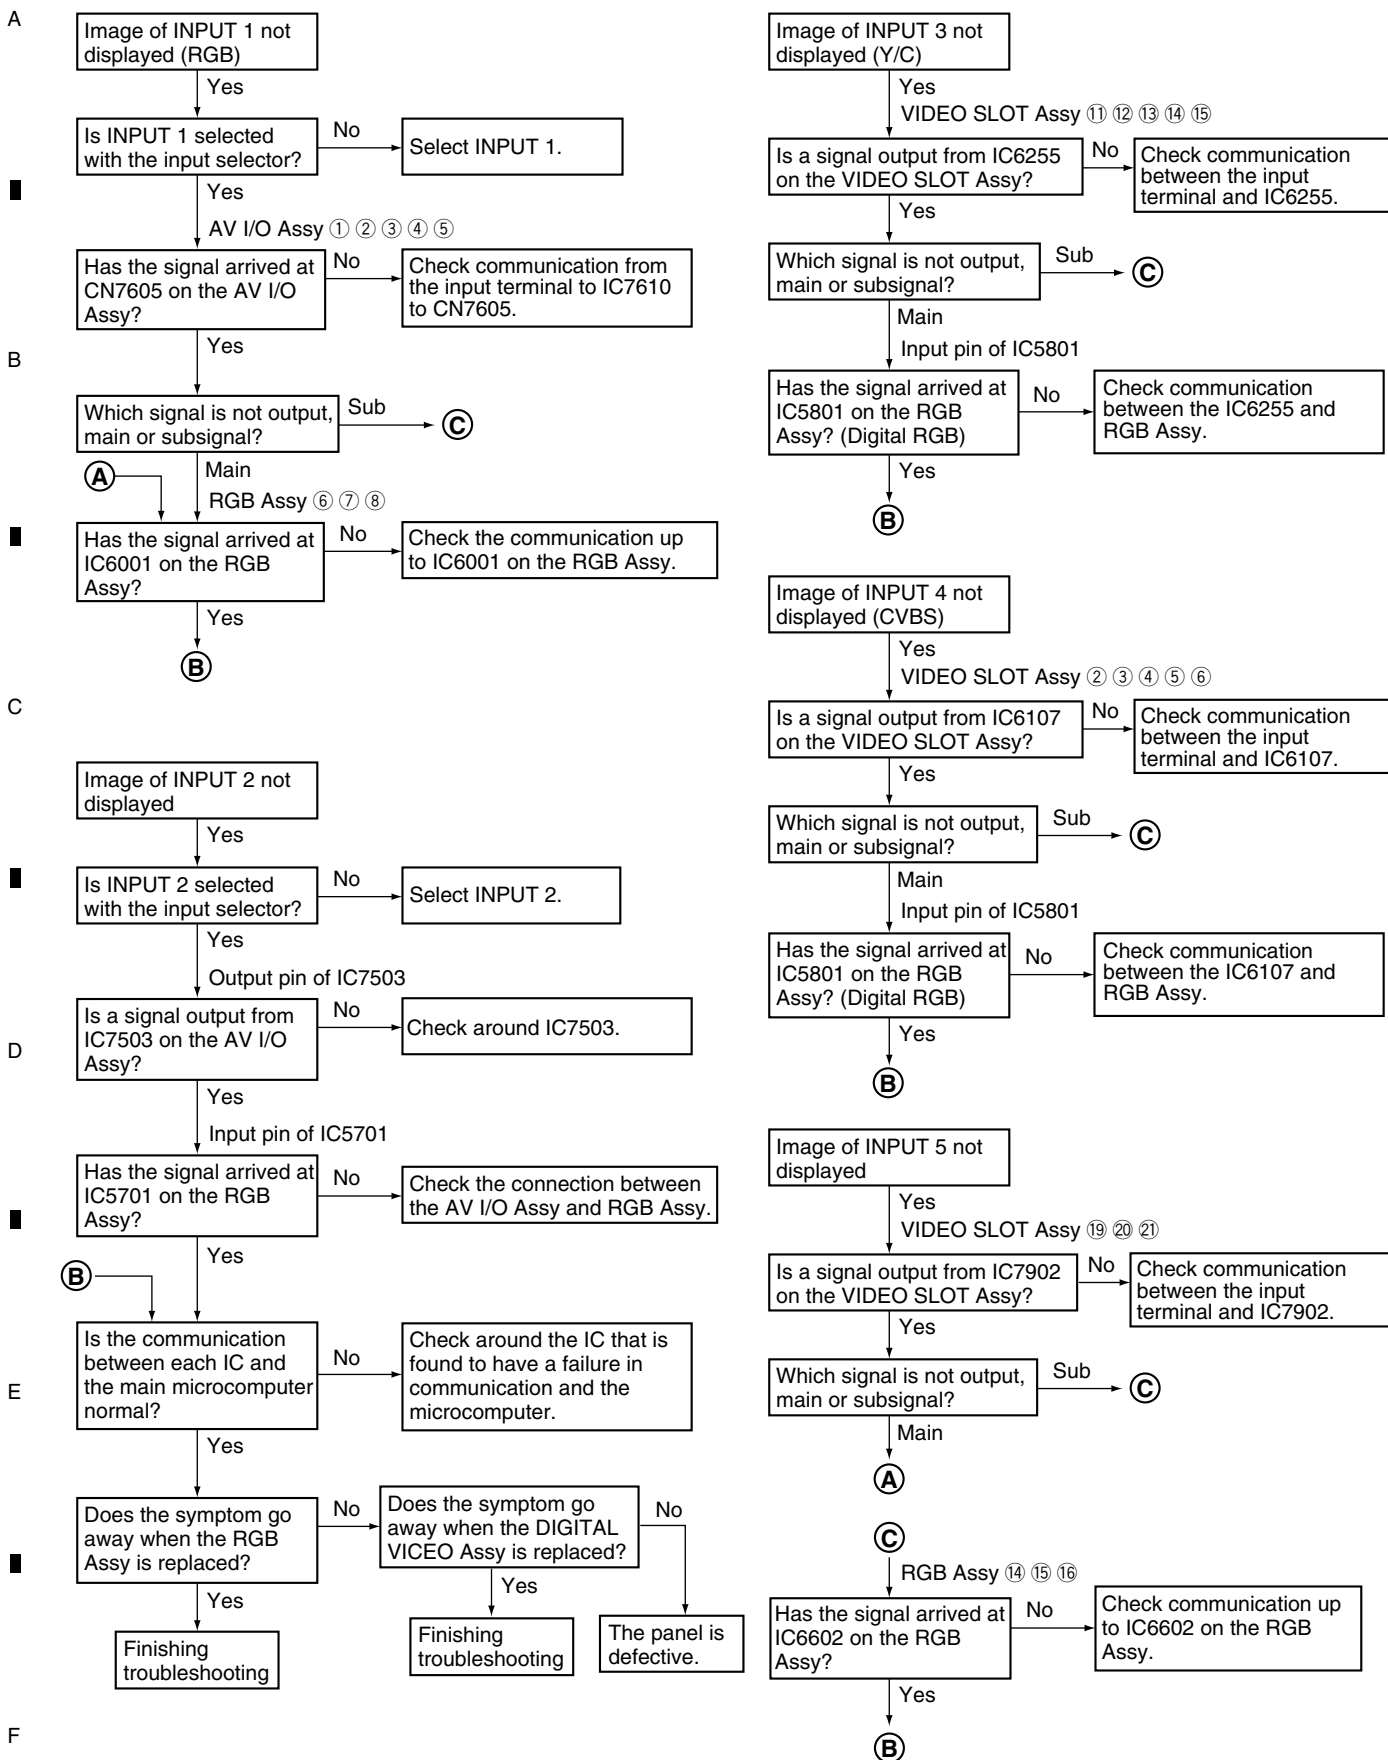 A
Image of INPUT 1 not
displayed (RGB)
Yes
Is INPUT 1 selected
with the input selector?
No
Select INPUT 1.
Yes
AV I/O Assy ① ② ③ ④ ⑤
Has the signal arrived at
CN7605 on the AV I/O
Assy?
No
Check communication from
the input terminal to IC7610
to CN7605.
Yes
B
Which signal is not output,
main or subsignal?
Sub
C
Main
A
RGB Assy ⑥ ⑦ ⑧
Has the signal arrived at
IC6001 on the RGB
Assy?
No
Check the communication up
to IC6001 on the RGB Assy.
Yes
B
C
Image of INPUT 2 not
displayed
Yes
Is INPUT 2 selected
with the input selector?
No
Select INPUT 2.
Yes
Output pin of IC7503
Is a signal output from
IC7503 on the AV I/O
Assy?
No
Check around IC7503.
D
Yes
Input pin of IC5701
Has the signal arrived at
IC5701 on the RGB
Assy?
No
Check the connection between
the AV I/O Assy and RGB Assy.
Yes
B
Is the communication
between each IC and
the main microcomputer
normal?
No
Check around the IC that is
found to have a failure in
communication and the
microcomputer.
E
Yes
Does the symptom go
away when the RGB
Assy is replaced?
No
Does the symptom go
away when the DIGITAL
VICEO Assy is replaced?
No
Yes
Yes
Finishing
troubleshooting
Finishing
troubleshooting
The panel is
defective.
F
Image of INPUT 3 not
displayed (Y/C)
Yes
VIDEO SLOT Assy ⑪ ⑫ ⑬ ⑭ ⑮
Is a signal output from IC6255
on the VIDEO SLOT Assy?
No
Check communication
between the input
terminal and IC6255.
Yes
Which signal is not output,
main or subsignal?
Sub
C
Main
Input pin of IC5801
Has the signal arrived at
IC5801 on the RGB
Assy? (Digital RGB)
No
Check communication
between the IC6255 and
RGB Assy.
Yes
B
Image of INPUT 4 not
displayed (CVBS)
Yes
VIDEO SLOT Assy ② ③ ④ ⑤ ⑥
Is a signal output from IC6107
on the VIDEO SLOT Assy?
No
Check communication
between the input
terminal and IC6107.
Yes
Which signal is not output,
main or subsignal?
Sub
C
Main
Input pin of IC5801
Has the signal arrived at
IC5801 on the RGB
Assy? (Digital RGB)
No
Check communication
between the IC6107 and
RGB Assy.
Yes
B
Image of INPUT 5 not
displayed
Yes
VIDEO SLOT Assy ⑲ ⑳ ㉑
Is a signal output from IC7902
on the VIDEO SLOT Assy?
No
Check communication
between the input
terminal and IC7902.
Yes
Which signal is not output,
main or subsignal?
Sub
C
Main
A
C
RGB Assy ⑭ ⑮ ⑯
Has the signal arrived at
IC6602 on the RGB
Assy?
No
Check communication up
to IC6602 on the RGB
Assy.
Yes
B